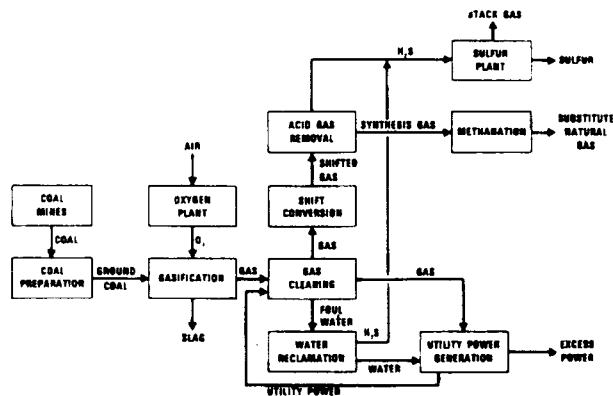 STACK GAS
H₂S
SULFUR
PLANT
SULFUR
ACID GAS
REMOVAL
SYNTHESIS GAS
METHANATION
SUBSTITUTE
NATURAL
GAS
AIR
SHIFTED
GAS
COAL
MINES
OXYGEN
PLANT
SHIFT
CONVERSION
COAL
O₂
GAS
COAL
PREPARATION
GROUND
COAL
GASIFICATION
GAS
GAS
CLEANING
GAS
SLAG
FOUL
WATER
H₂S
WATER
RECLAMATION
WATER
UTILITY POWER
GENERATION
EXCESS
POWER
UTILITY POWER